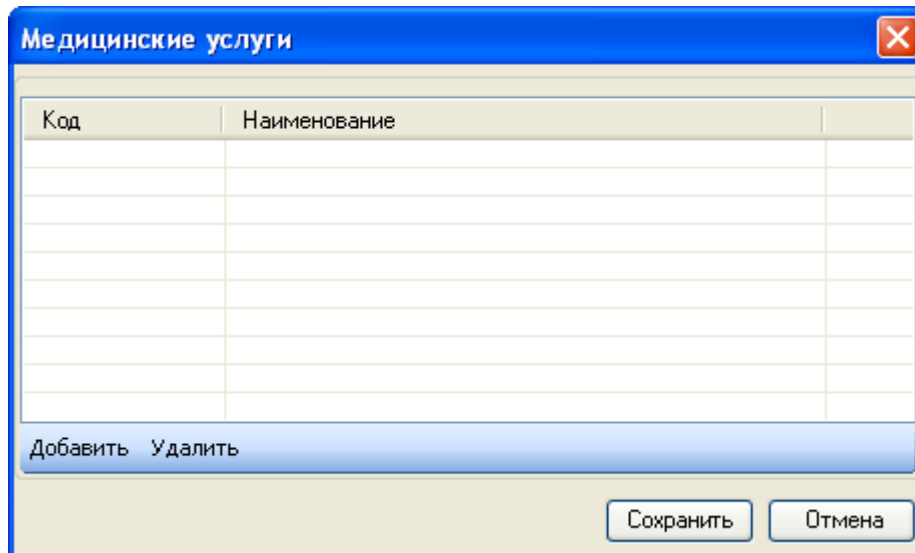 Медицинские услуги
Код Наименование
Добавить Удалить
Сохранить Отмена